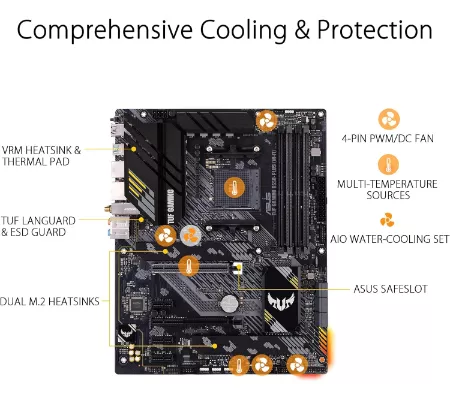 Comprehensive Cooling & Protection
VRM HEATSINK &
THERMAL PAD
4-PIN PWM/DC FAN
MULTI-TEMPERATURE
SOURCES
TUF LANGUARD
& ESD GUARD
AIO WATER-COOLING SET
TUF GAMING
ASUS
DUAL M.2 HEATSINKS
ASUS SAFESLOT